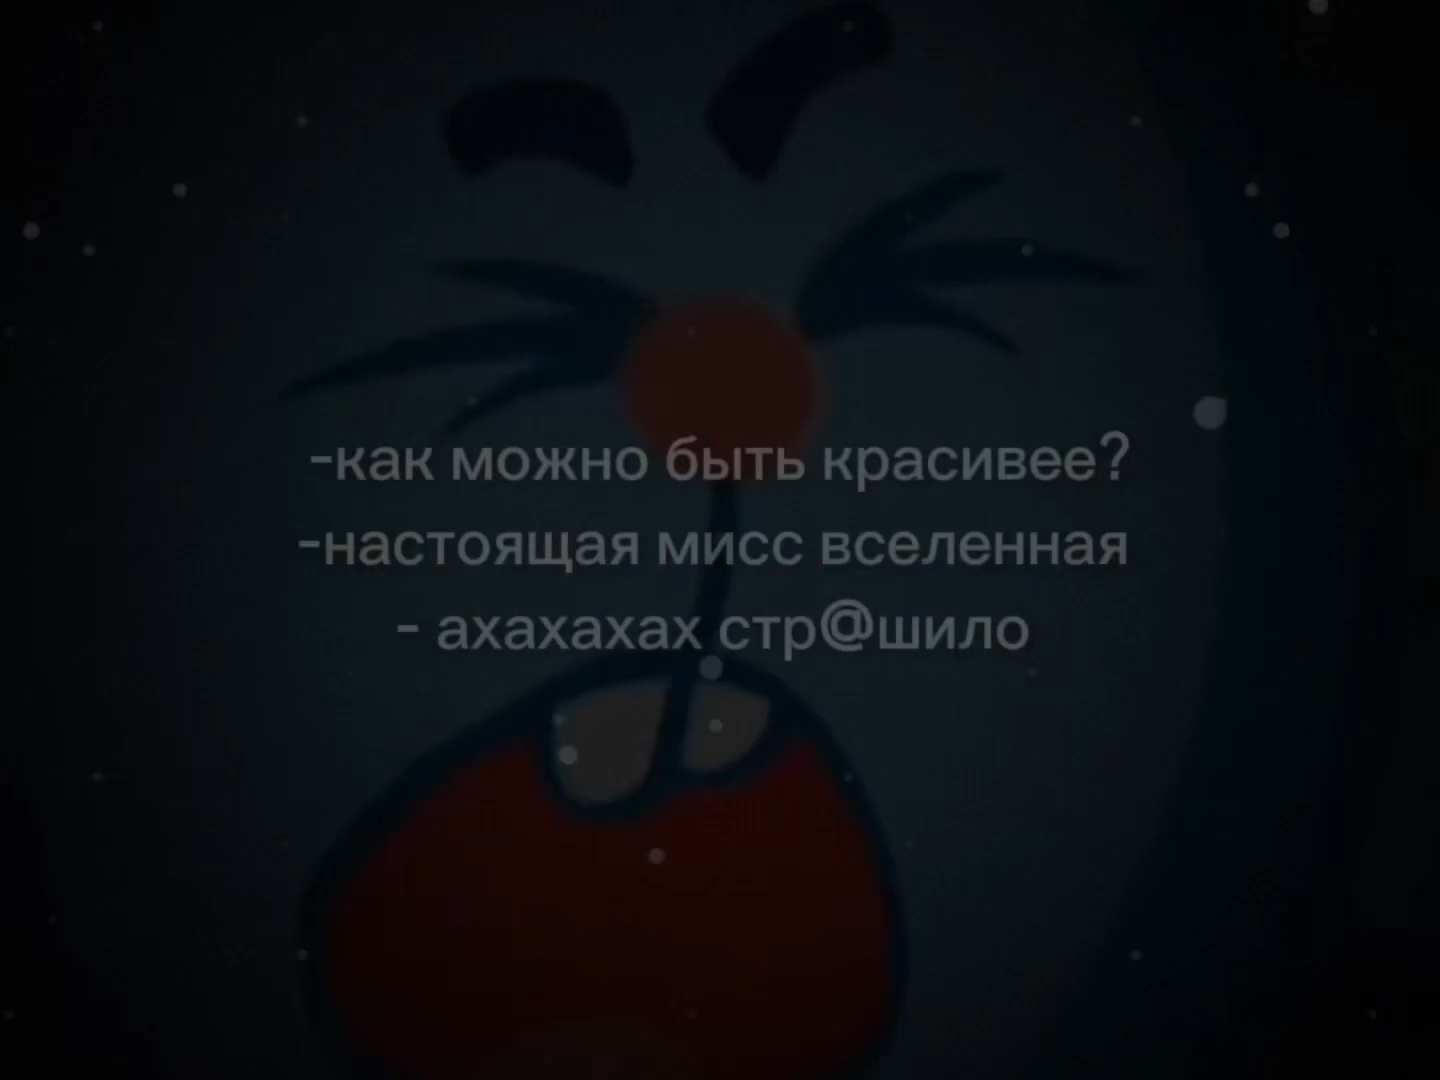 -как можно быть красивее?
-настоящая мисс вселенная
- ахахахах стр@шило